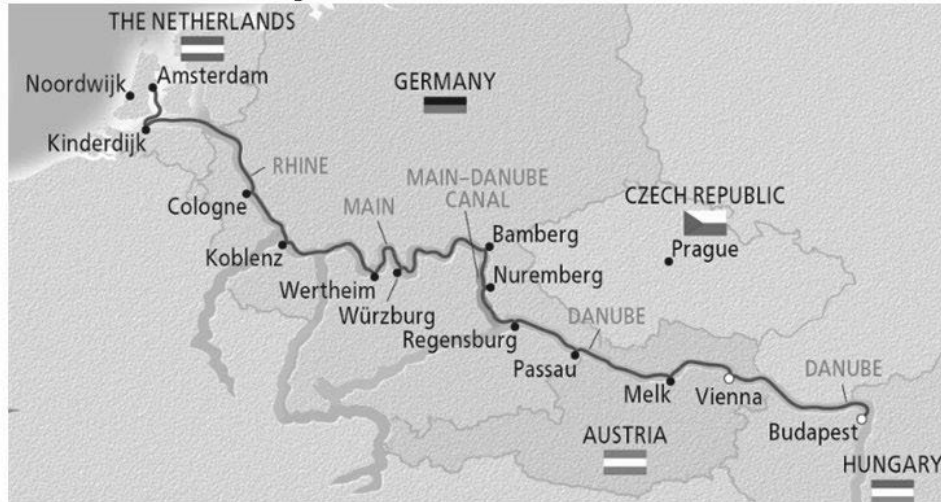 THE NETHERLANDS
Noordwijk
Amsterdam
GERMANY
Kinderdijk
RHINE
MAIN-DANUBE
CANAL
CZECH REPUBLIC
Cologne
MAIN
Bamberg
Prague
Koblenz
Nuremberg
Wertheim
Würzburg
Regensburg
DANUBE
Passau
Melk
Vienna
DANUBE
Budapest
AUSTRIA
HUNGARY